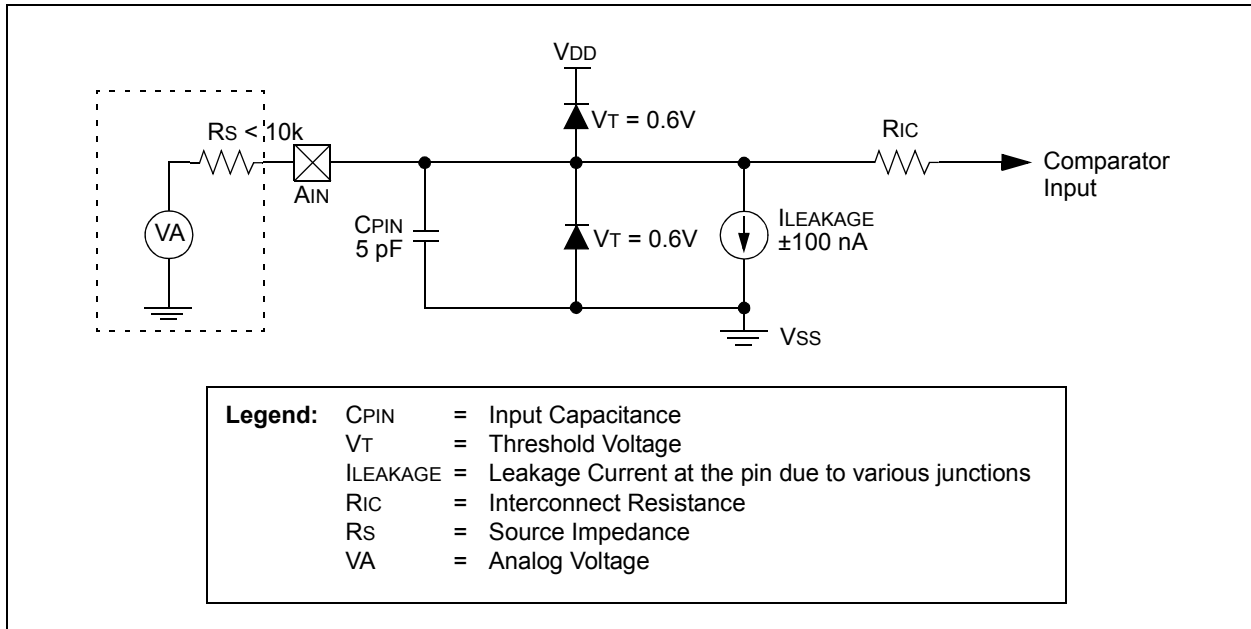 VDD
VT = 0.6V
RS < 10k
RIC
AIN
Comparator
Input
VA
CPIN
5 pF
VT = 0.6V
ILEAKAGE
±100 nA
VSS
Legend: CPIN = Input Capacitance
VT = Threshold Voltage
ILEAKAGE = Leakage Current at the pin due to various junctions
RIC = Interconnect Resistance
RS = Source Impedance
VA = Analog Voltage